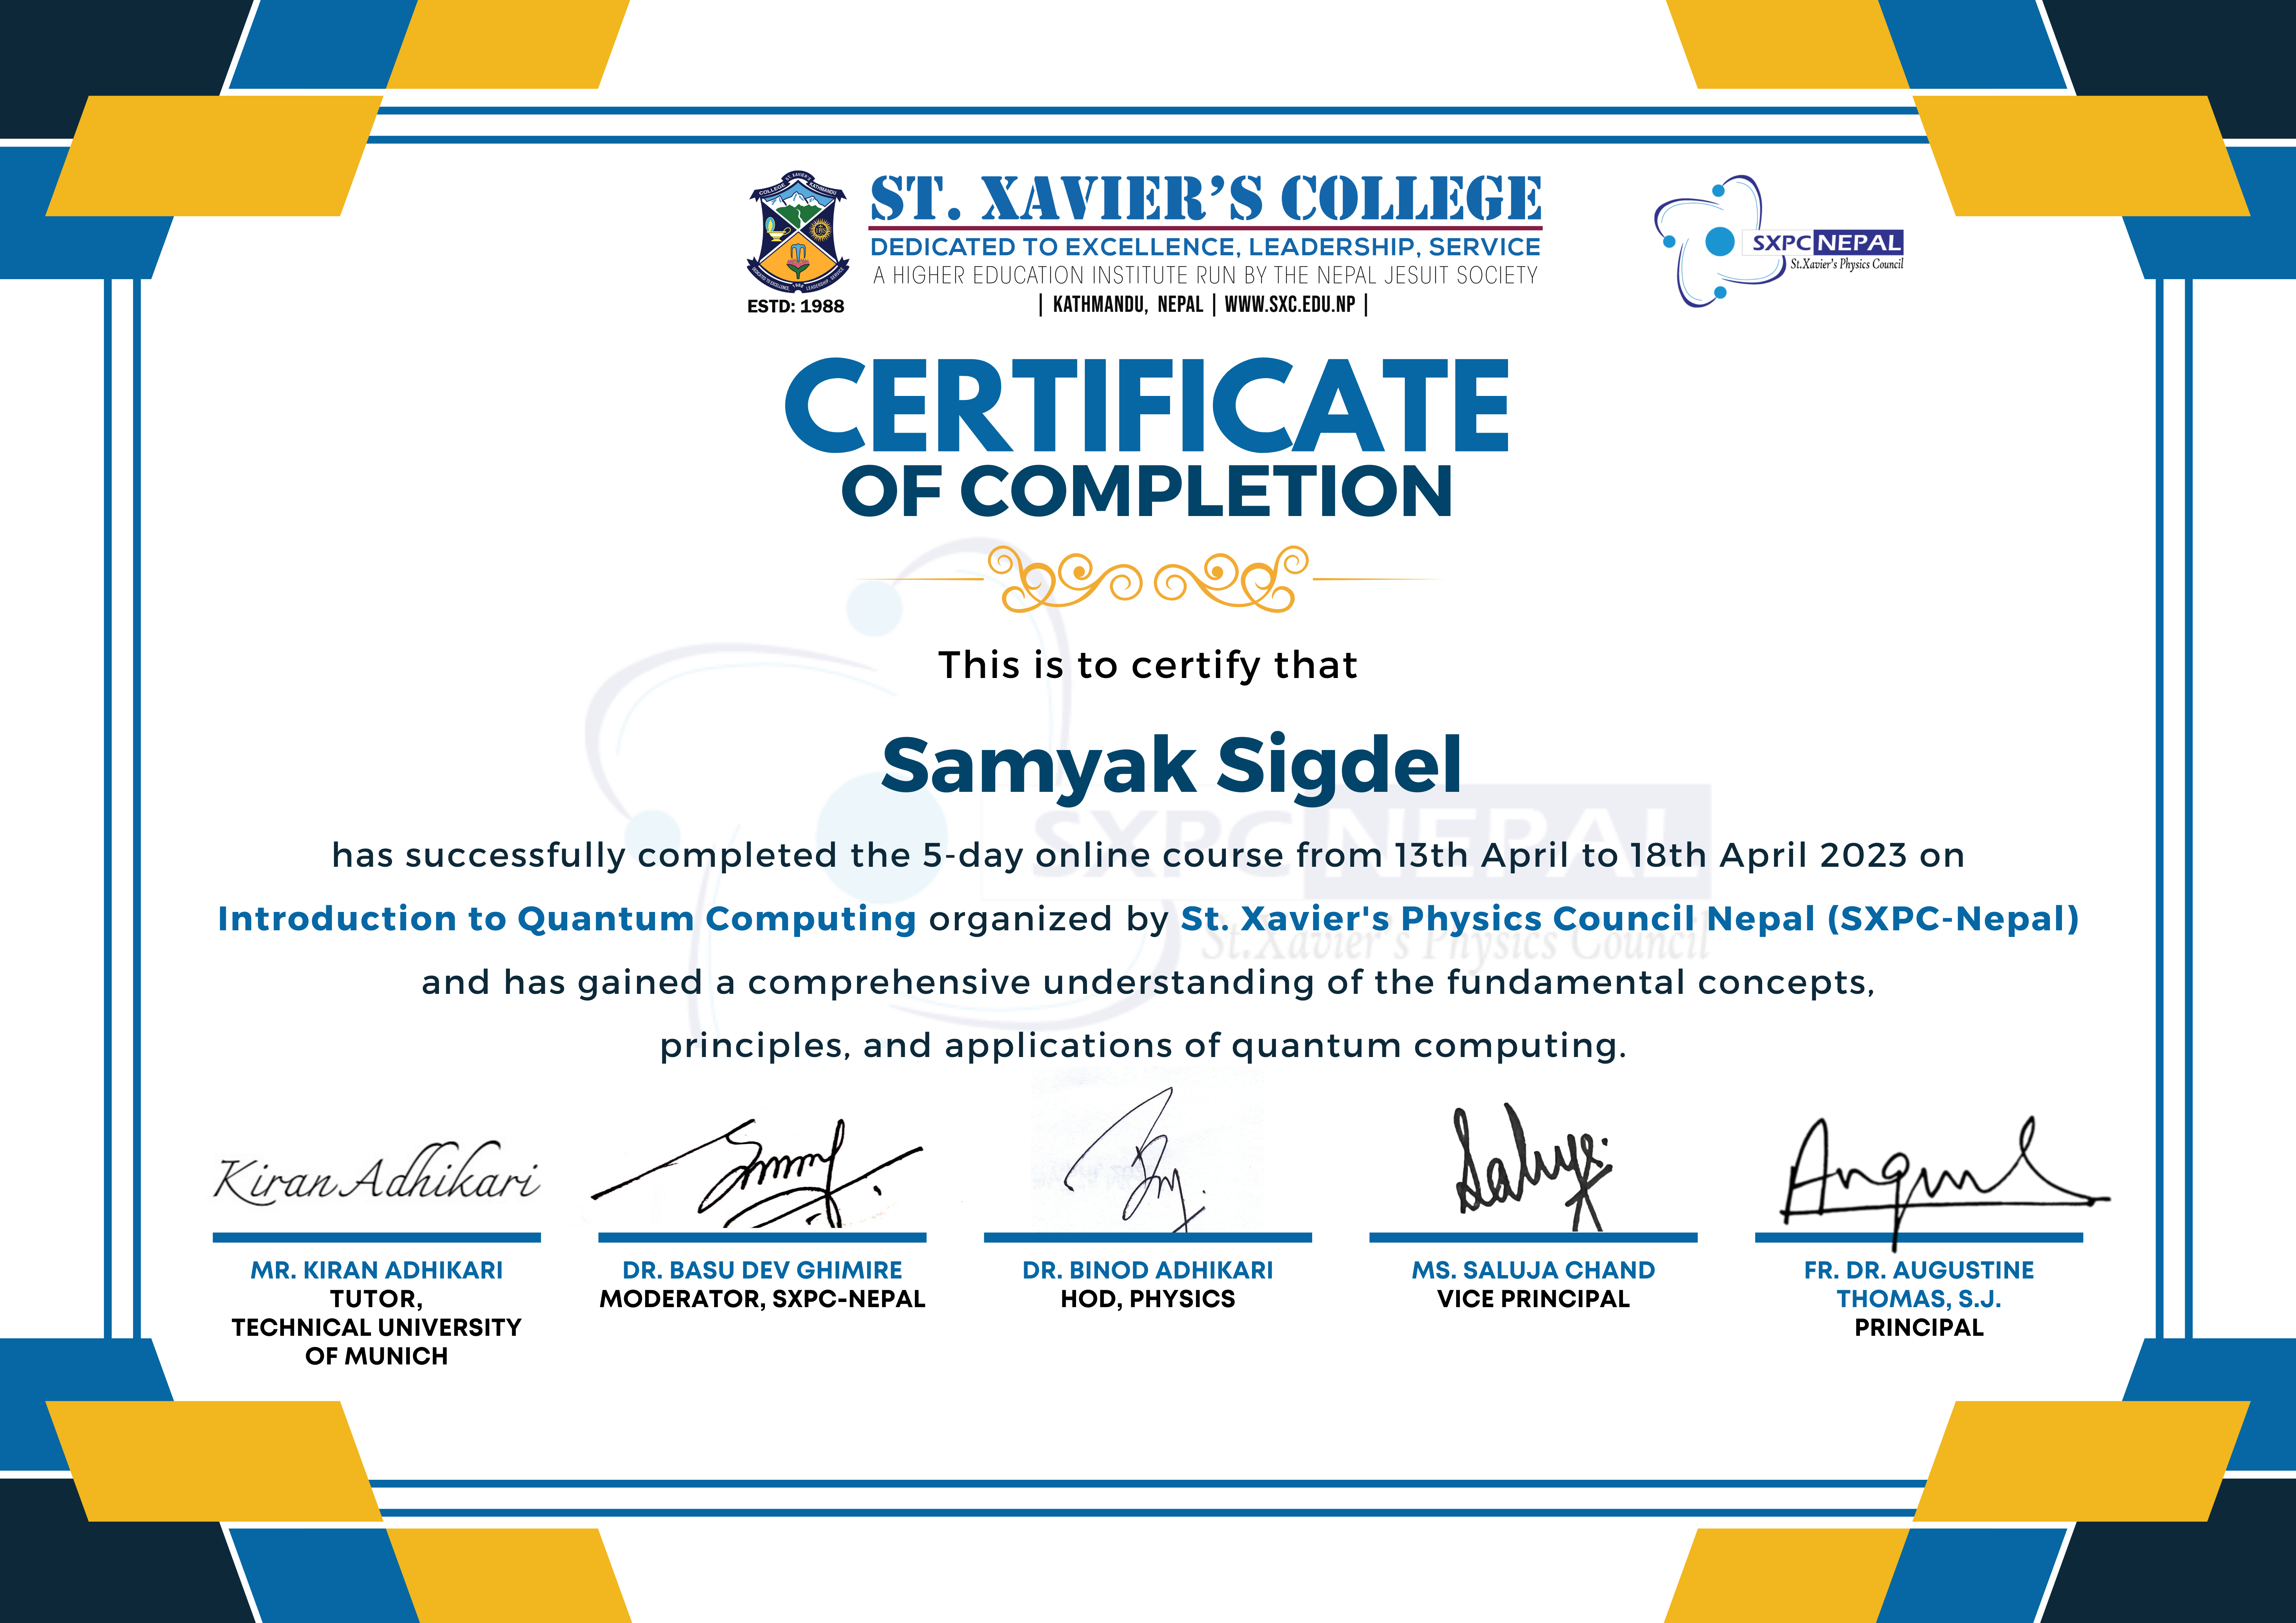 ST. XAVIER'S COLLEGE
DEDICATED TO EXCELLENCE, LEADERSHIP, SERVICE
A HIGHER EDUCATION INSTITUTE RUN BY THE NEPAL JESUIT SOCIETY
| KATHMANDU, NEPAL | WWW.SXC.EDU.NP |
ESTD: 1988
SXPC NEPAL
St.Xavier's Physics Council
CERTIFICATE
OF COMPLETION
This is to certify that
Samyak Sigdel
has successfully completed the 5-day online course from 13th April to 18th April 2023 on
Introduction to Quantum Computing organized by St. Xavier's Physics Council Nepal (SXPC-Nepal)
and has gained a comprehensive understanding of the fundamental concepts,
principles, and applications of quantum computing.
SXPC NEPAL
St.Xavier's Physics Council
Kiran Adhikari
MR. KIRAN ADHIKARI
TUTOR,
TECHNICAL UNIVERSITY
OF MUNICH
DR. BASU DEV GHIMIRE
MODERATOR, SXPC-NEPAL
DR. BINOD ADHIKARI
HOD, PHYSICS
MS. SALUJA CHAND
VICE PRINCIPAL
FR. DR. AUGUSTINE
THOMAS, S.J.
PRINCIPAL